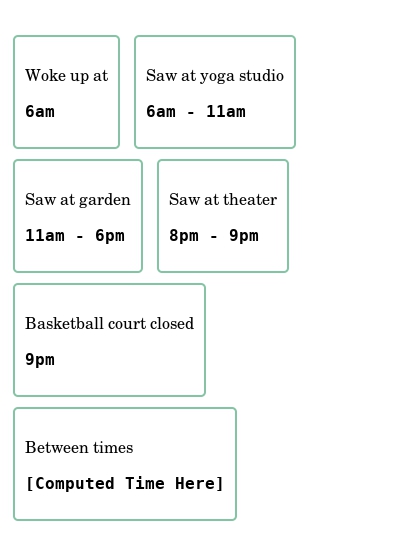 Woke up at
6am
Saw at yoga studio
6am - 11am
Saw at garden
11am - 6pm
Saw at theater
8pm - 9pm
Basketball court closed
9pm
Between times
[Computed Time Here]